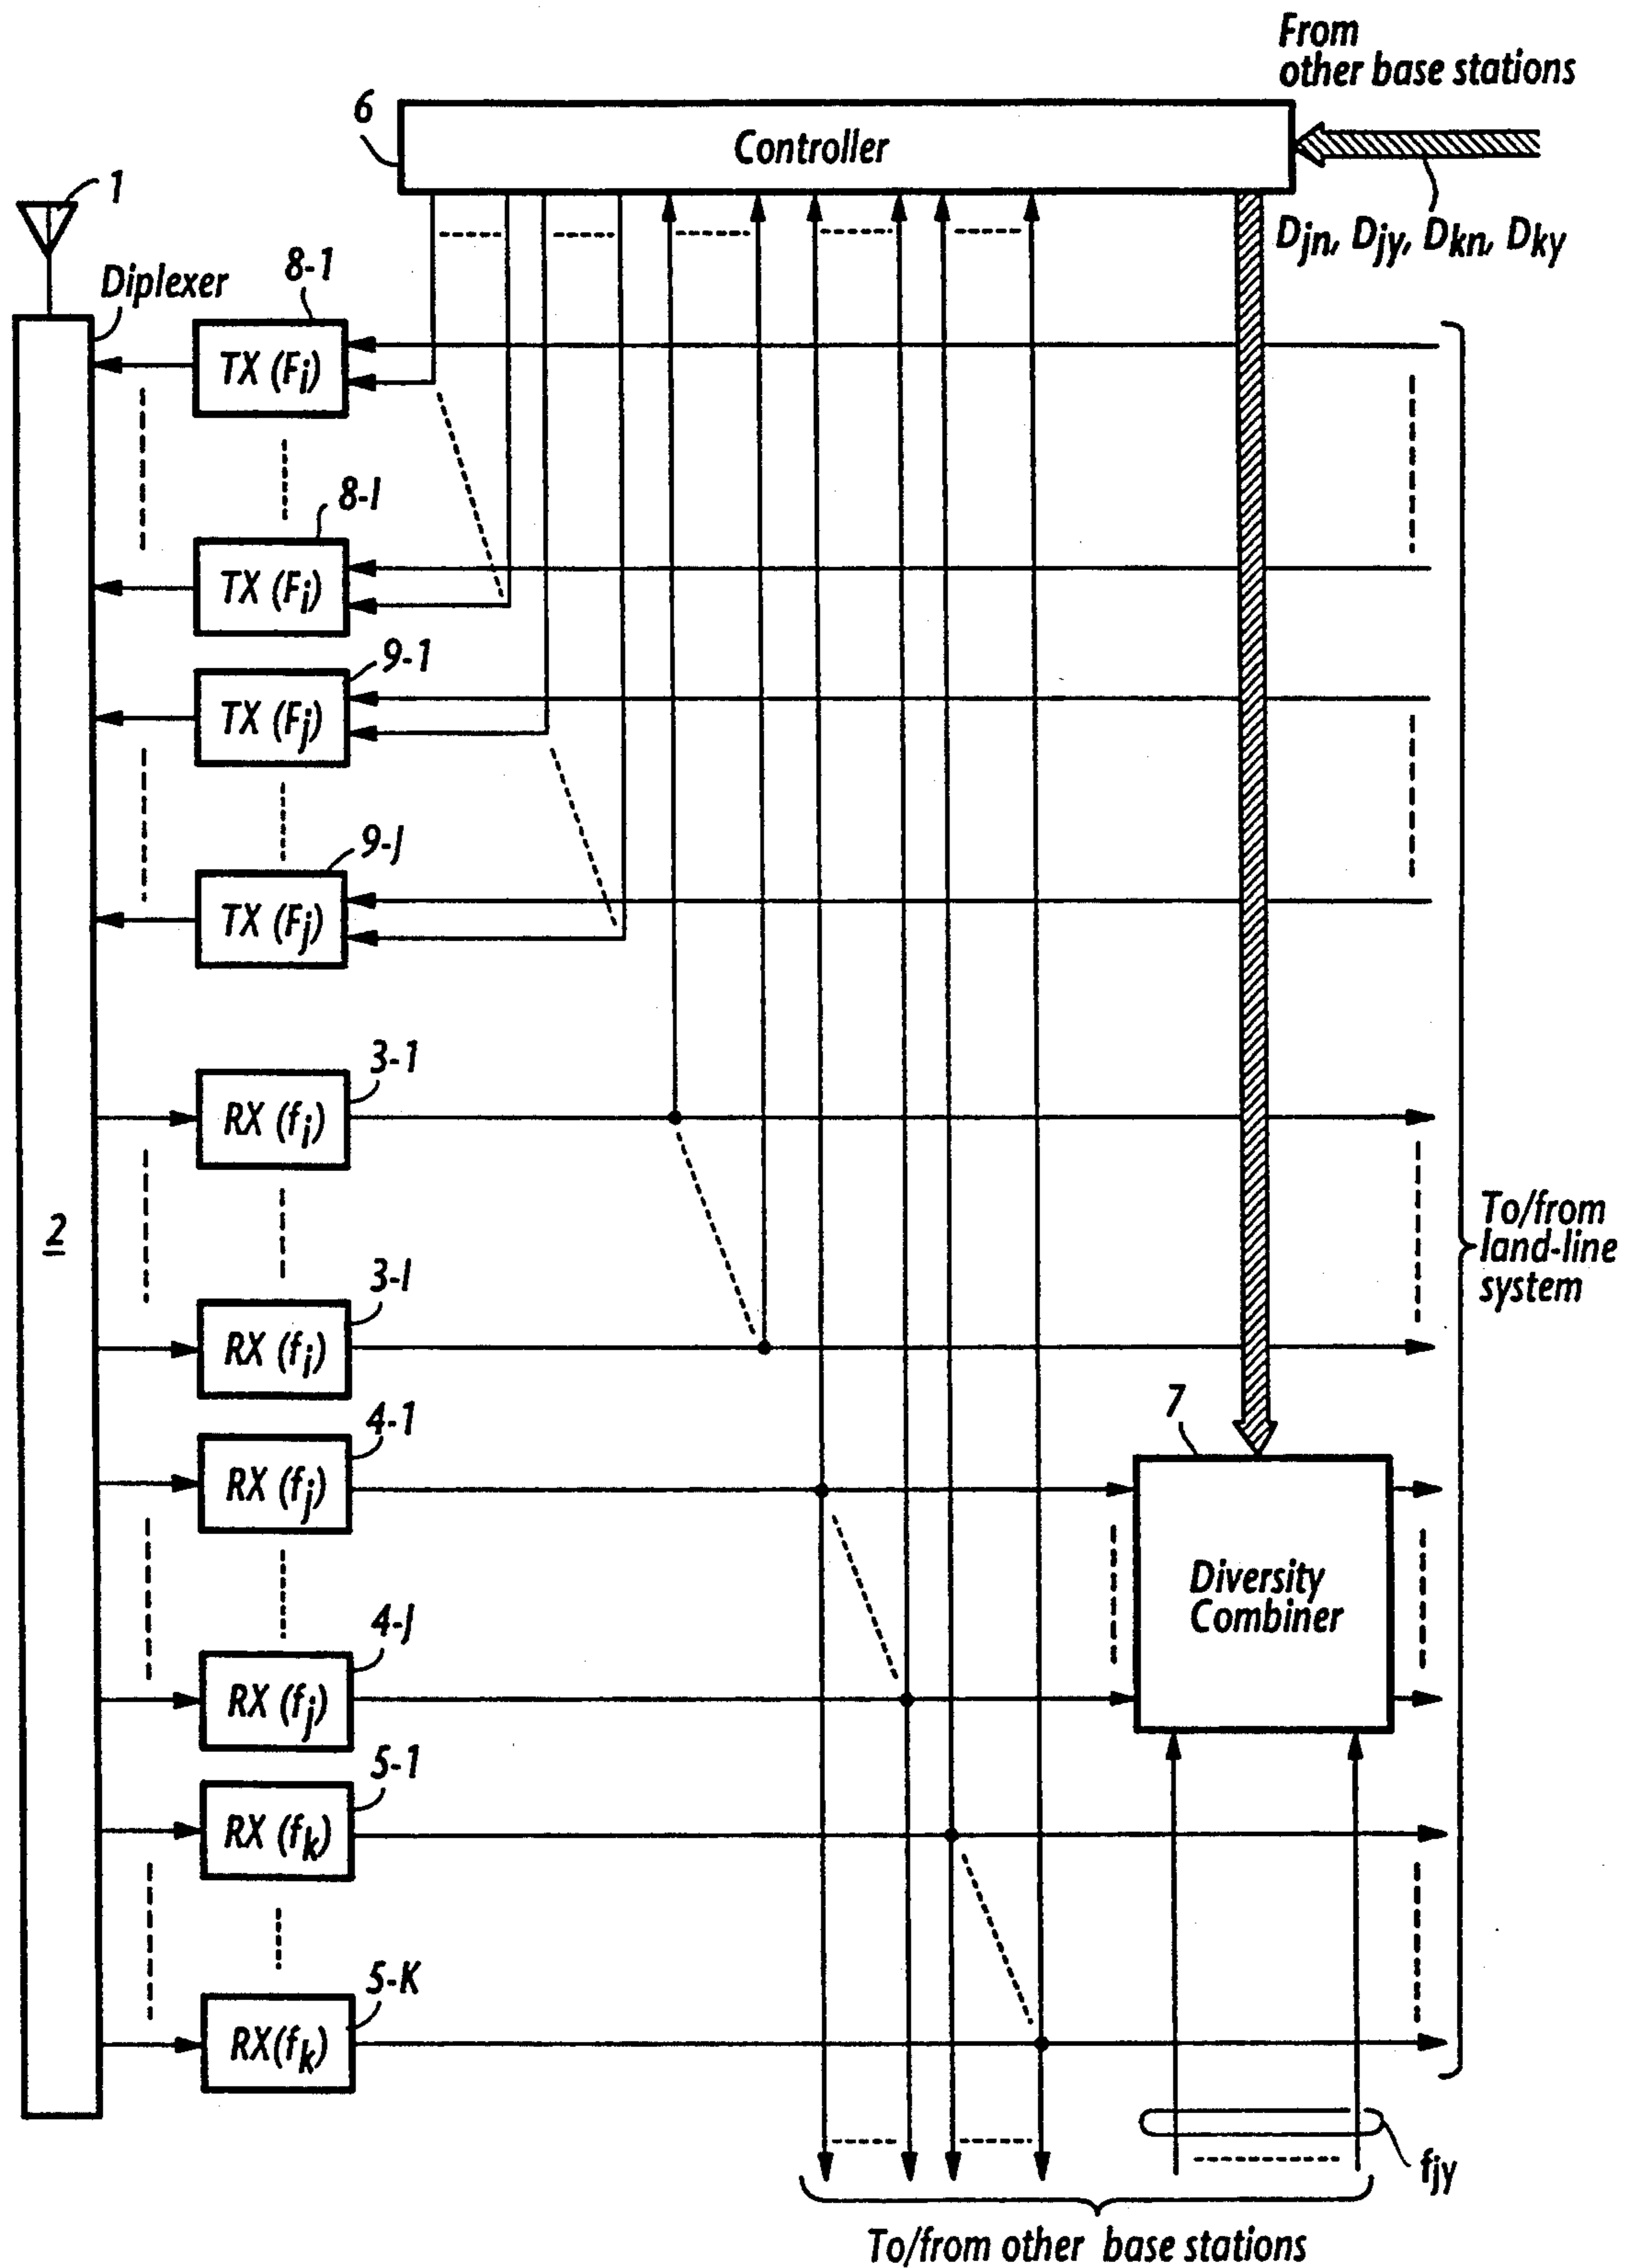 From
other base stations
6
Controller
1
Djn, Djy, Dkn, Dky
Diplexer
8-1
TX (Fi)
8-I
TX (Fi)
9-1
TX (Fj)
9-J
TX (Fj)
3-1
RX (fi)
2
To/from
land-line
system
3-I
RX (fi)
7
4-1
RX (fj)
Diversity
Combiner
4-J
RX (fj)
5-1
RX (fk)
5-K
RX(fk)
fjy
To/from other base stations